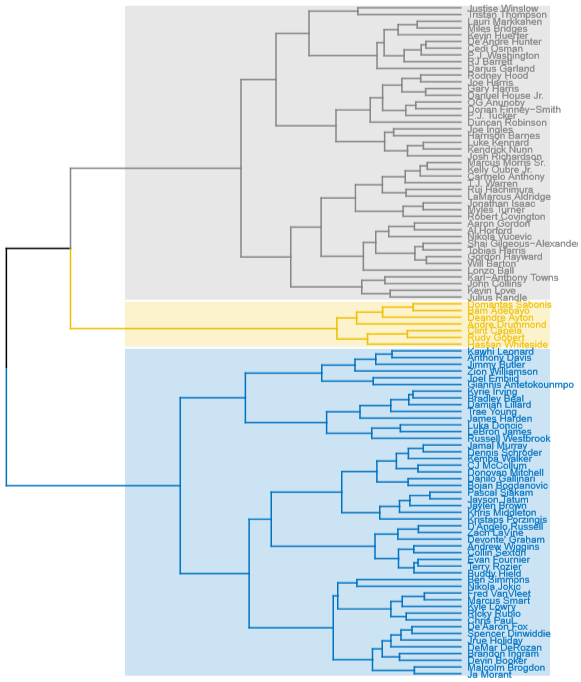 Justise Winslow
Tristan Thompson
Lauri Markkanen
Miles Bridges
Kevin Huerter
De'Andre Hunter
Cedi Osman
P.J. Washington
RJ Barrett
Darius Garland
Rodney Hood
Joe Harris
Gary Harris
Danuel House Jr.
OG Anunoby
Dorian Finney-Smith
P.J. Tucker
Duncan Robinson
Joe Ingles
Harrison Barnes
Luke Kennard
Kendrick Nunn
Josh Richardson
Marcus Morris Sr.
Kelly Oubre Jr.
Carmelo Anthony
T.J. Warren
Rui Hachimura
LaMarcus Aldridge
Jonathan Isaac
Myles Turner
Robert Covington
Aaron Gordon
Al Horford
Nikola Vucevic
Shai Gilgeous-Alexander
Tobias Harris
Gordon Hayward
Will Barton
Lonzo Ball
Karl-Anthony Towns
John Collins
Kevin Love
Julius Randle
Domantas Sabonis
Bam Adebayo
Deandre Ayton
Andre Drummond
Clint Capela
Rudy Gobert
Hassan Whiteside
Kawhi Leonard
Anthony Davis
Jimmy Butler
Zion Williamson
Joel Embiid
Giannis Antetokounmpo
Kyrie Irving
Bradley Beal
Damian Lillard
Trae Young
James Harden
Luka Doncic
LeBron James
Russell Westbrook
Jamal Murray
Dennis Schroder
Kemba Walker
CJ McCollum
Donovan Mitchell
Danilo Gallinari
Bojan Bogdanovic
Pascal Siakam
Jayson Tatum
Jaylen Brown
Khris Middleton
Kristaps Porzingis
D'Angelo Russell
Zach LaVine
Devonte' Graham
Andrew Wiggins
Collin Sexton
Evan Fournier
Terry Rozier
Buddy Hield
Ben Simmons
Nikola Jokic
Fred VanVleet
Marcus Smart
Kyle Lowry
Ricky Rubio
Chris Paul
De'Aaron Fox
Spencer Dinwiddie
Jrue Holiday
DeMar DeRozan
Brandon Ingram
Devin Booker
Malcolm Brogdon
Ja Morant